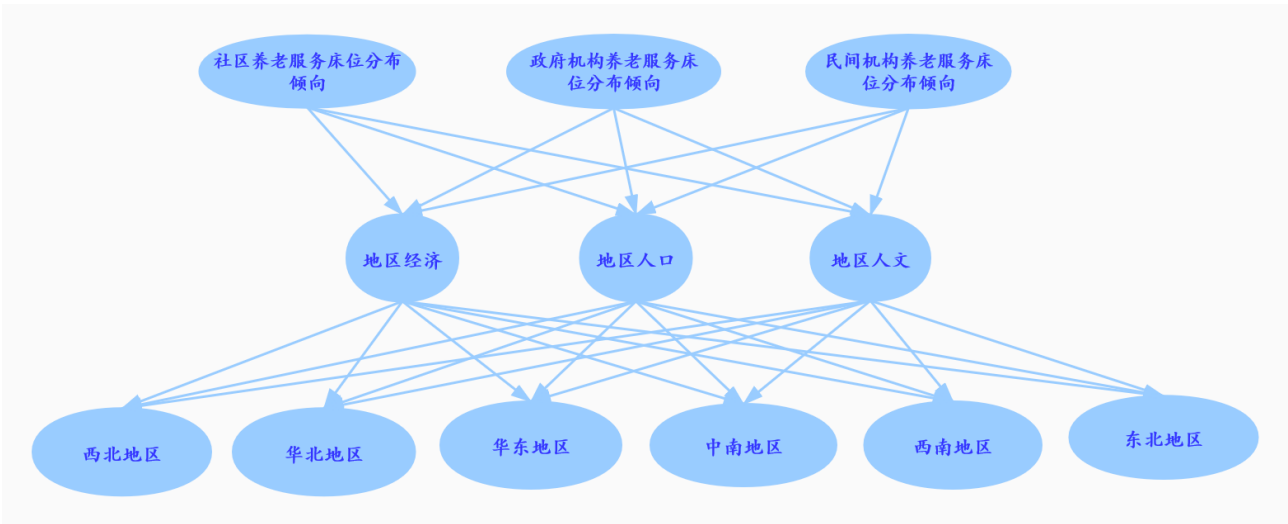 社区养老服务床位分布
倾向
政府机构养老服务床
位分布倾向
民间机构养老服务床
位分布倾向
地区经济
地区人口
地区人文
西北地区
华北地区
华东地区
中南地区
西南地区
东北地区